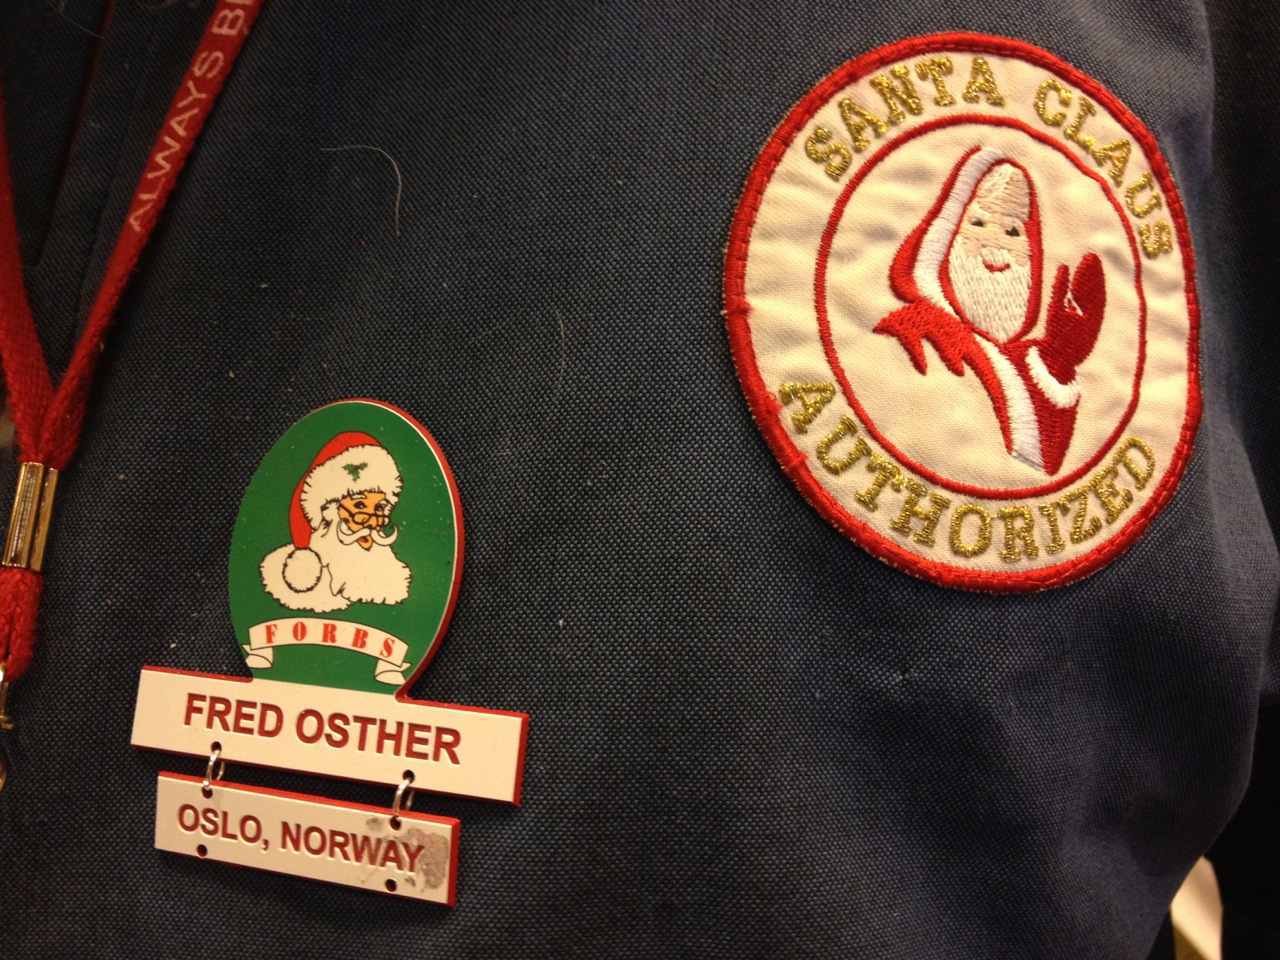 ALWAYS
SANTA CLAUS
AUTHORIZED
FORBS
FRED OSTHER
OSLO, NORWAY